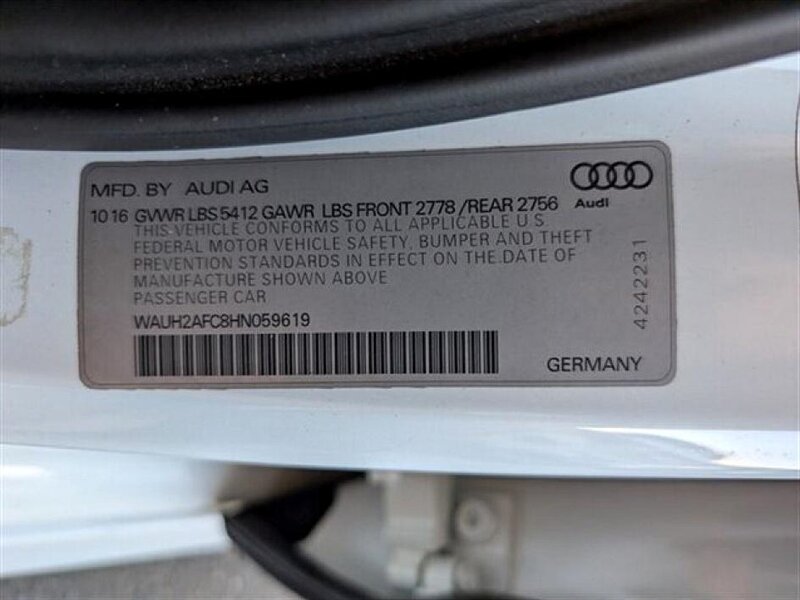 MFD. BY AUDI AG
10 16 GVWR LBS 5412 GAWR LBS FRONT 2778 / REAR 2756
THIS VEHICLE CONFORMS TO ALL APPLICABLE U S
FEDERAL MOTOR VEHICLE SAFETY, BUMPER AND THEFT
PREVENTION STANDARDS IN EFFECT ON THE.DATE OF
MANUFACTURE SHOWN ABOVE
PASSENGER CAR
WAUH2AFC8HN059619
Audi
4242231
GERMANY